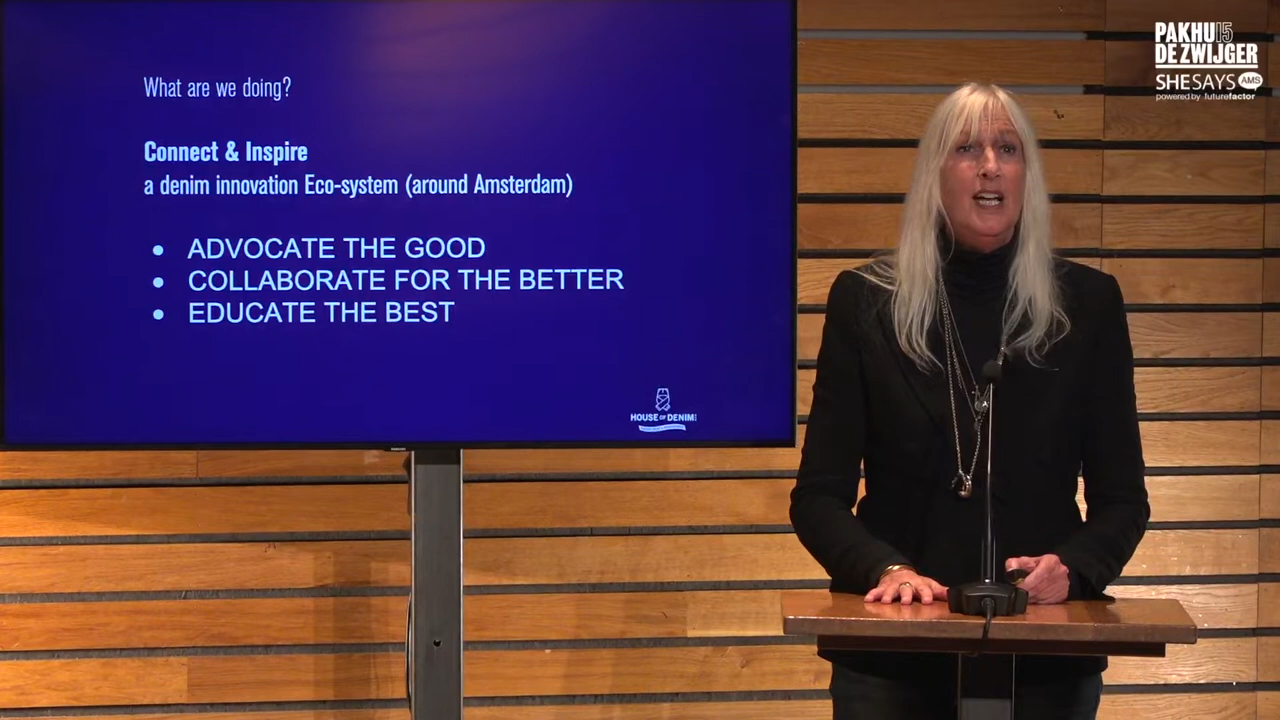 What are we doing?
Connect & Inspire
a denim innovation Eco-system (around Amsterdam)
• ADVOCATE THE GOOD
• COLLABORATE FOR THE BETTER
• EDUCATE THE BEST
HOUSE OF DENIM
PAKHU15
DE ZWIJGER
SHESAYS AMS
powered by futurefactor